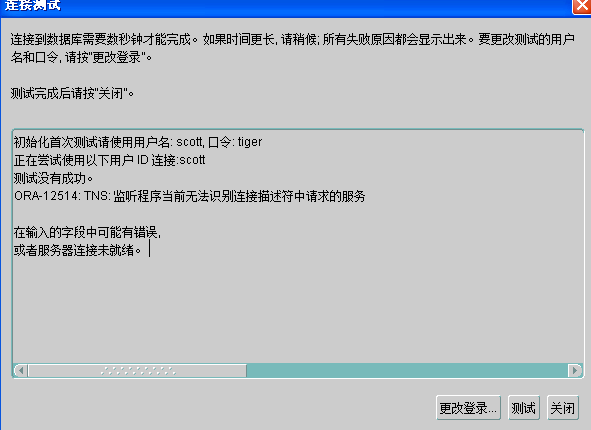 连接测试
连接到数据库需要数秒钟才能完成。如果时间更长, 请稍候; 所有失败原因都会显示出来。要更改测试的用户
名和口令, 请按"更改登录"。
测试完成后请按"关闭"。
初始化首次测试请使用用户名: scott, 口令: tiger
正在尝试使用以下用户 ID 连接:scott
测试没有成功。
ORA-12514: TNS: 监听程序当前无法识别连接描述符中请求的服务
在输入的字段中可能有错误,
或者服务器连接未就绪。
更改登录... 测试 关闭